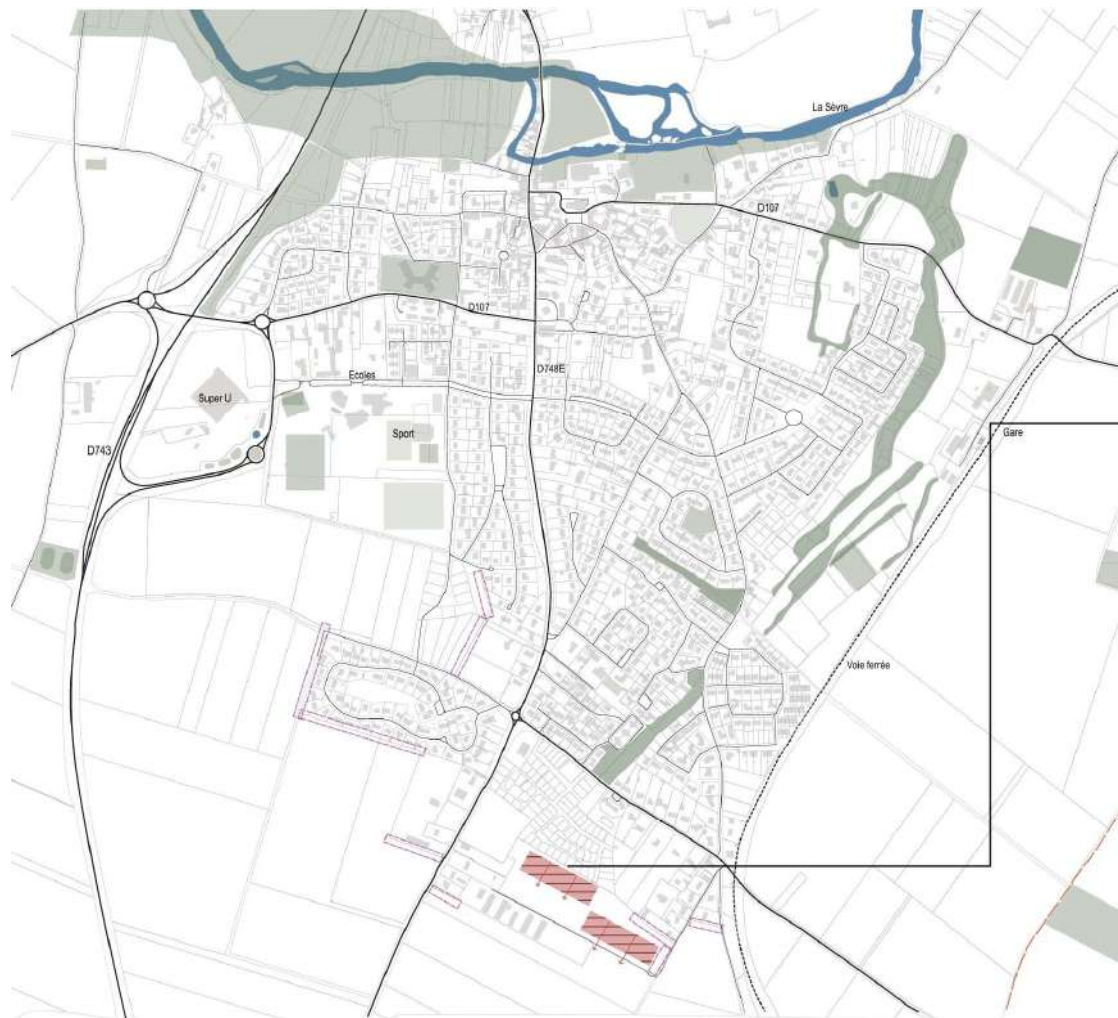 La Sèvre
D107
D107
D748E
Ecoles
Super U
Sport
D743
Gare
Voie ferrée